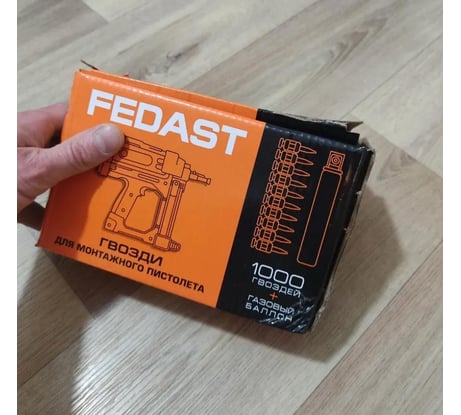 FEDAST
ГВОЗДИ
ДЛЯ МОНТАЖНОГО ПИСТОЛЕТА
1000
ГВОЗДЕЙ
+
ГАЗОВЫЙ
БАЛЛОН